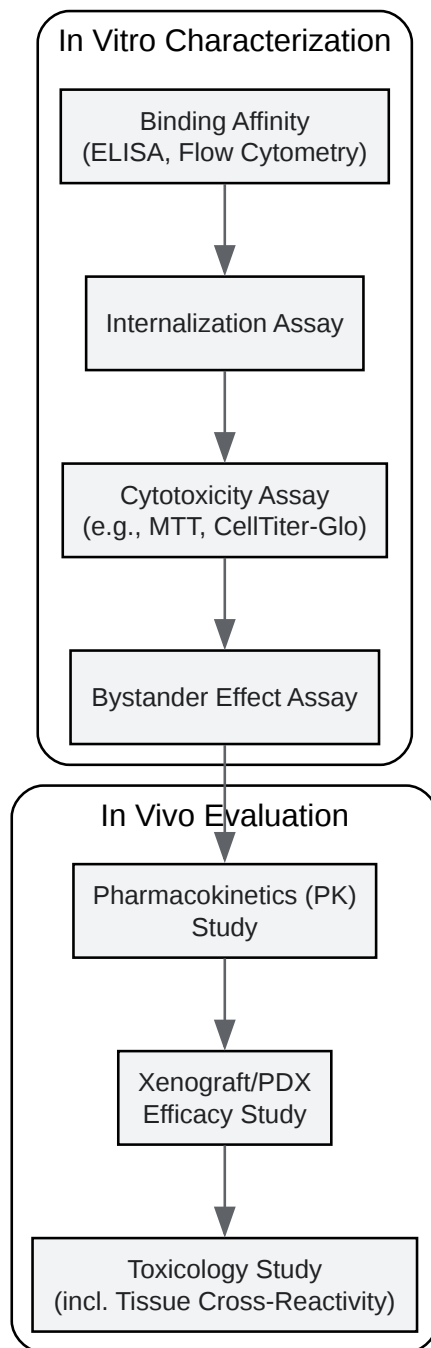 In Vitro Characterization
Binding Affinity
(ELISA, Flow Cytometry)
Internalization Assay
Cytotoxicity Assay
(e.g., MTT, CellTiter-Glo)
Bystander Effect Assay
In Vivo Evaluation
Pharmacokinetics (PK)
Study
Xenograft/PDX
Efficacy Study
Toxicology Study
(incl. Tissue Cross-Reactivity)